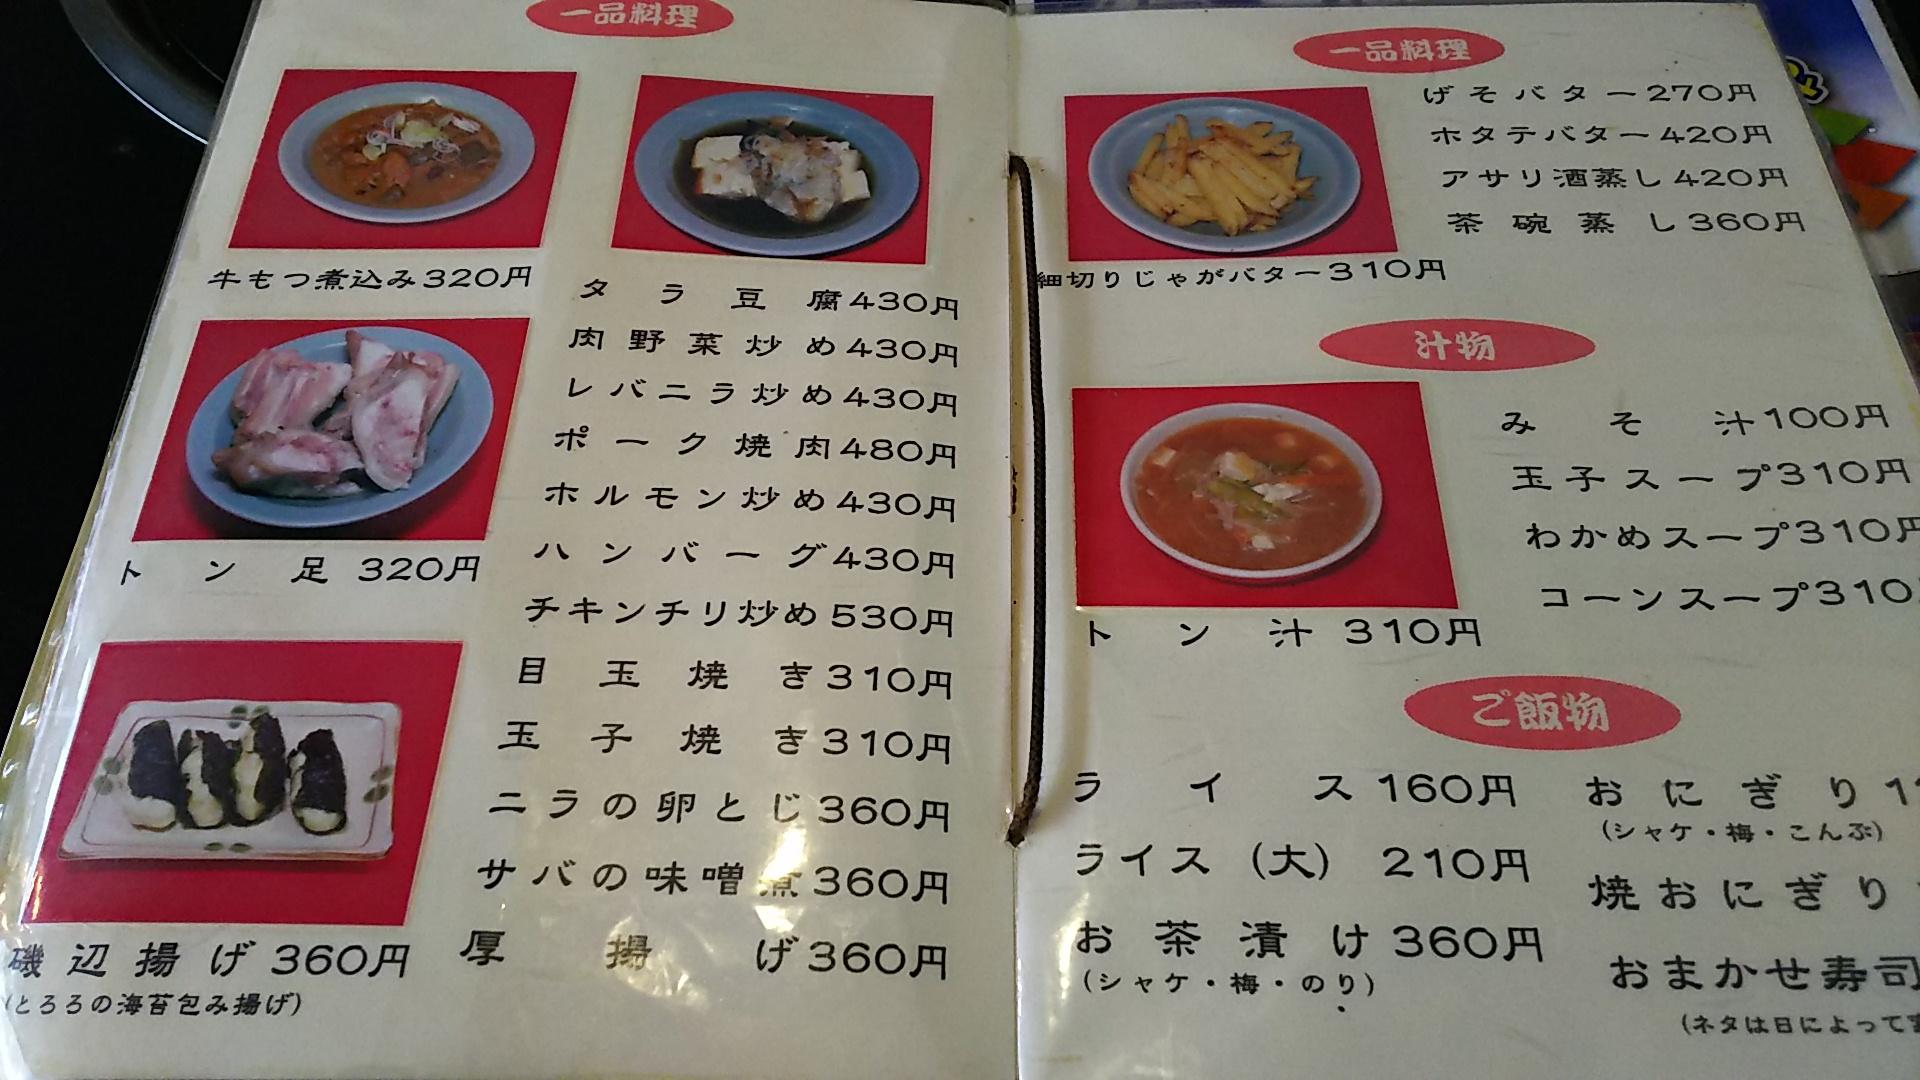 一品料理
牛もつ煮込み320円
トン足 320円
磯辺揚げ 360円
(とろろの海苔包み揚げ)
タラ豆腐430円
肉野菜炒め430円
レバニラ炒め430円
ポーク焼肉480円
ホルモン炒め430円
ハンバーグ430円
チキンチリ炒め530円
目玉焼き310円
玉子焼き310円
ニラの卵とじ360円
サバの味噌煮360円
厚揚げ360円
一品料理
げそバター270円
ホタテバター420円
アサリ酒蒸し420円
茶碗蒸し360円
細切りじゃがバター310円
汁物
みそ汁100円
玉子スープ310円
わかめスープ310円
コーンスープ310
トン汁 310円
ご飯物
ライス 160円
ライス (大) 210円
お茶漬け 360円
(シャケ・梅・のり)
おにぎり
(シャケ・梅・こんぶ)
焼おにぎり
おまかせ寿司
(ネタは日によって